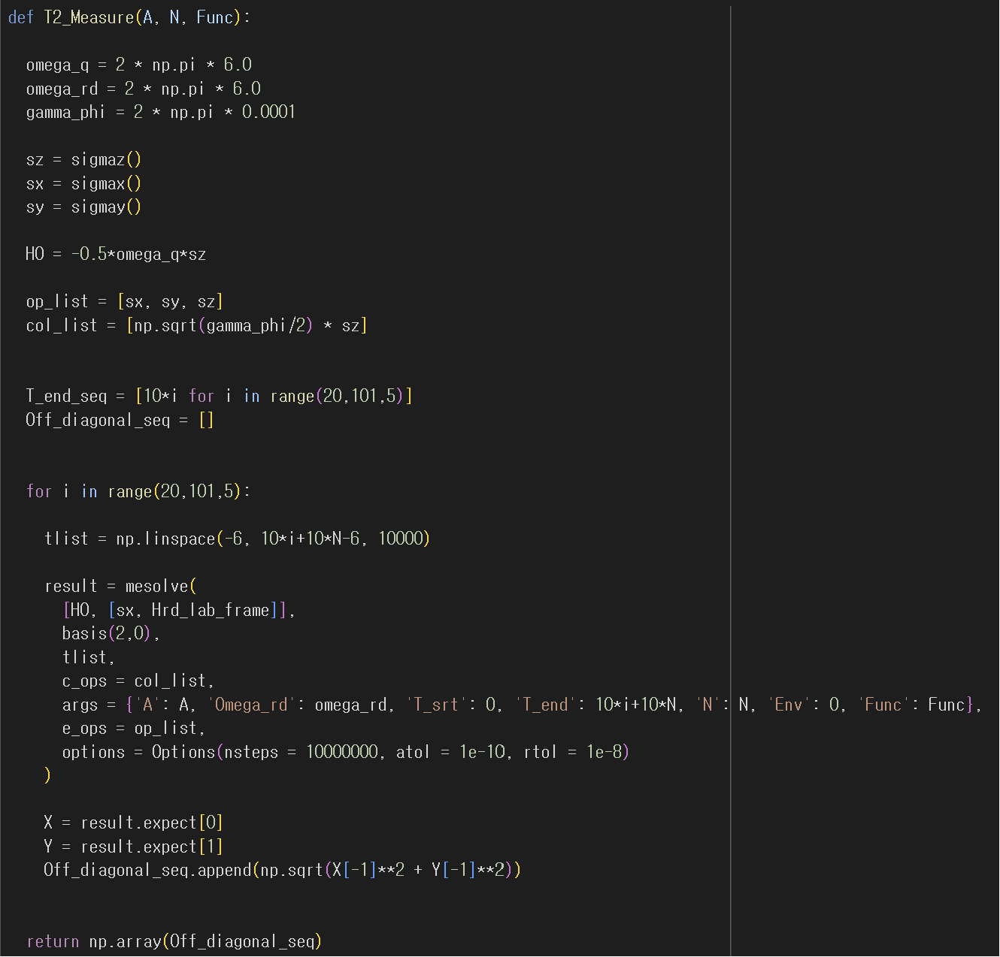 def T2_Measure(A, N, Func):
omega_q = 2 * np.pi * 6.0
omega_rd = 2 * np.pi * 6.0
gamma_phi = 2 * np.pi * 0.0001
sz = sigmaz()
sx = sigmax()
sy = sigmay()
H0 = -0.5*omega_q*sz
op_list = [sx, sy, sz]
col_list = [np.sqrt(gamma_phi/2) * sz]
T_end_seq = [10*i for i in range(20,101,5)]
Off_diagonal_seq = []
for i in range(20,101,5):
tlist = np.linspace(-6, 10*i+10*N-6, 10000)
result = mesolve(
[H0, [sx, Hrd_lab_frame]],
basis(2,0),
tlist,
c_ops = col_list,
args = {'A': A, 'Omega_rd': omega_rd, 'T_srt': 0, 'T_end': 10*i+10*N, 'N': N, 'Env': 0, 'Func': Func},
e_ops = op_list,
options = Options(nsteps = 10000000, atol = 1e-10, rtol = 1e-8)
)
X = result.expect[0]
Y = result.expect[1]
Off_diagonal_seq.append(np.sqrt(X[-1]**2 + Y[-1]**2))
return np.array(Off_diagonal_seq)